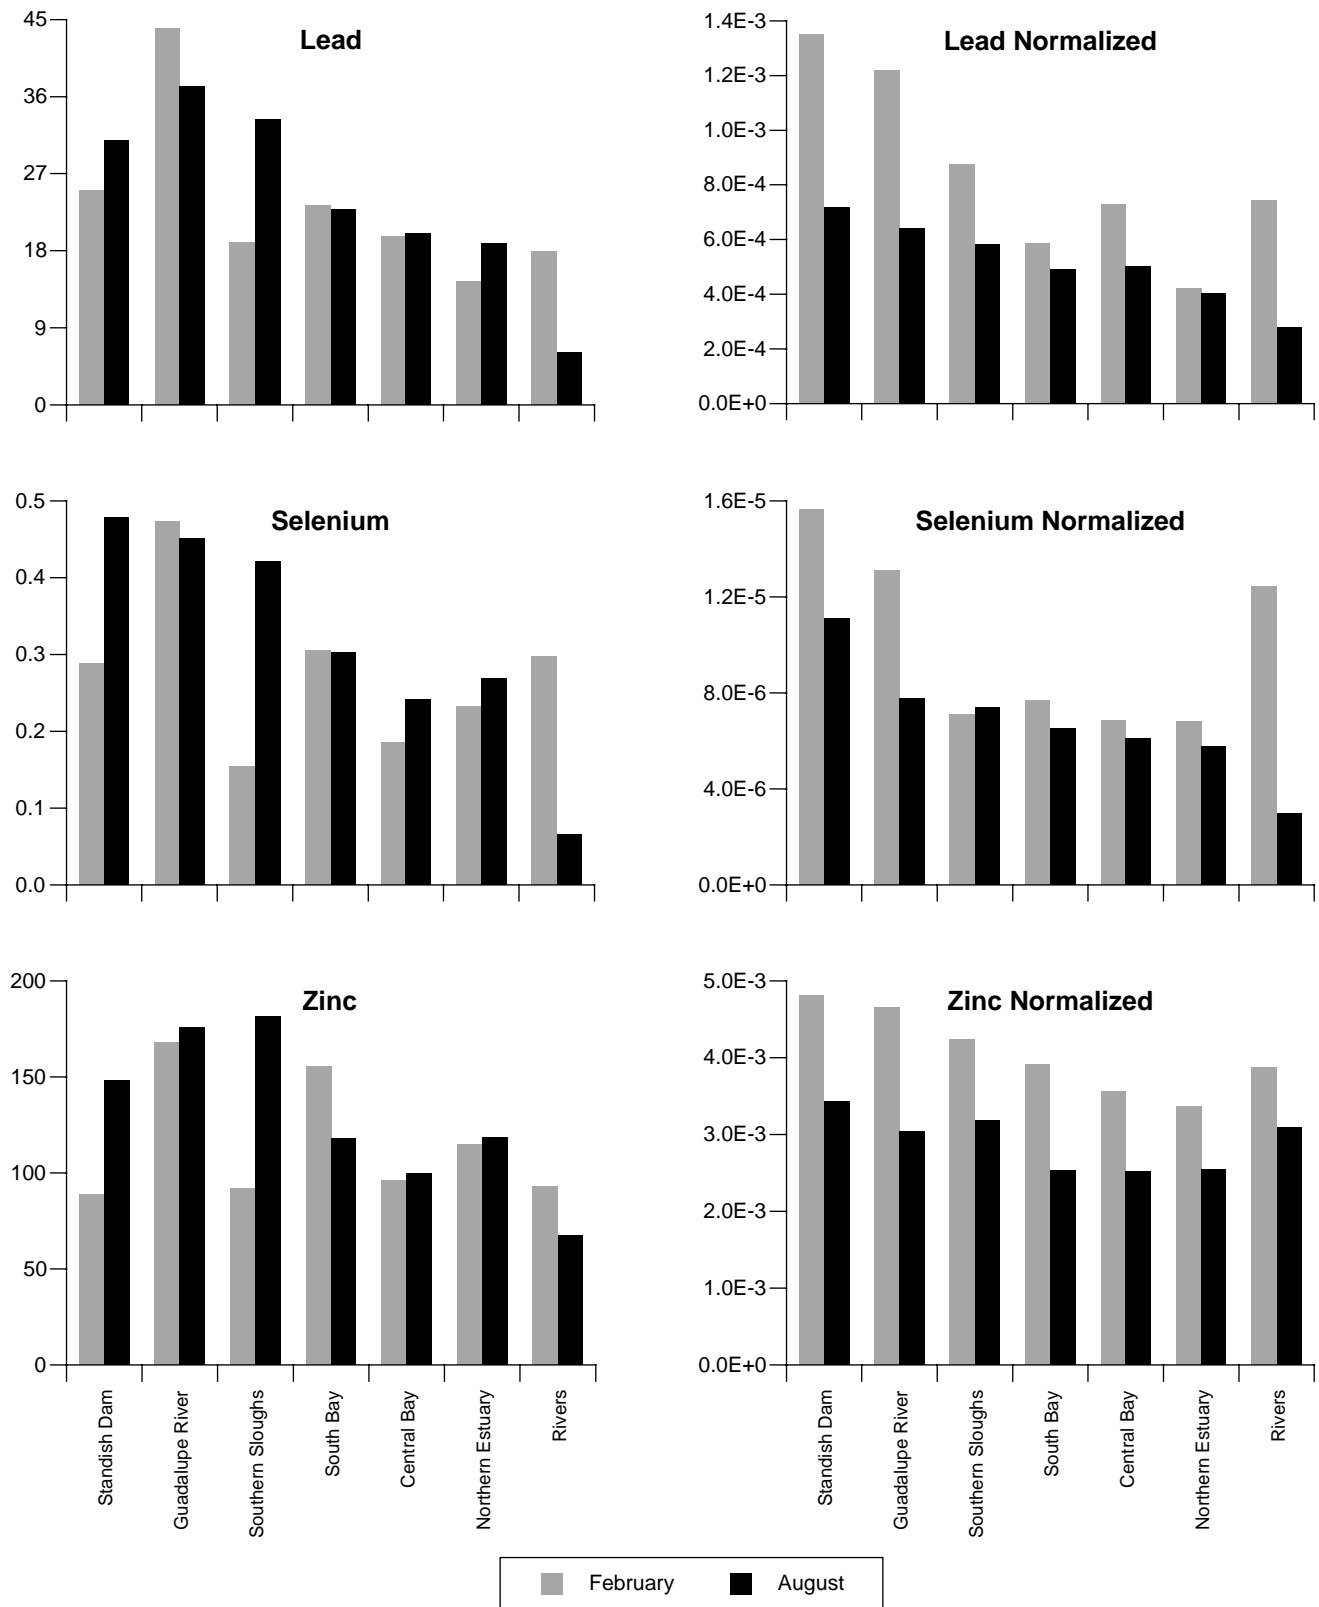 Lead
45
36
27
18
9
0
Lead Normalized
1.4E-3
1.2E-3
1.0E-3
8.0E-4
6.0E-4
4.0E-4
2.0E-4
0.0E+0
Selenium
0.5
0.4
0.3
0.2
0.1
0.0
Selenium Normalized
1.6E-5
1.2E-5
8.0E-6
4.0E-6
0.0E+0
Zinc
200
150
100
50
0
Zinc Normalized
5.0E-3
4.0E-3
3.0E-3
2.0E-3
1.0E-3
0.0E+0
Standish Dam
Guadalupe River
Southern Sloughs
South Bay
Central Bay
Northern Estuary
Rivers
Standish Dam
Guadalupe River
Southern Sloughs
South Bay
Central Bay
Northern Estuary
Rivers
February
August